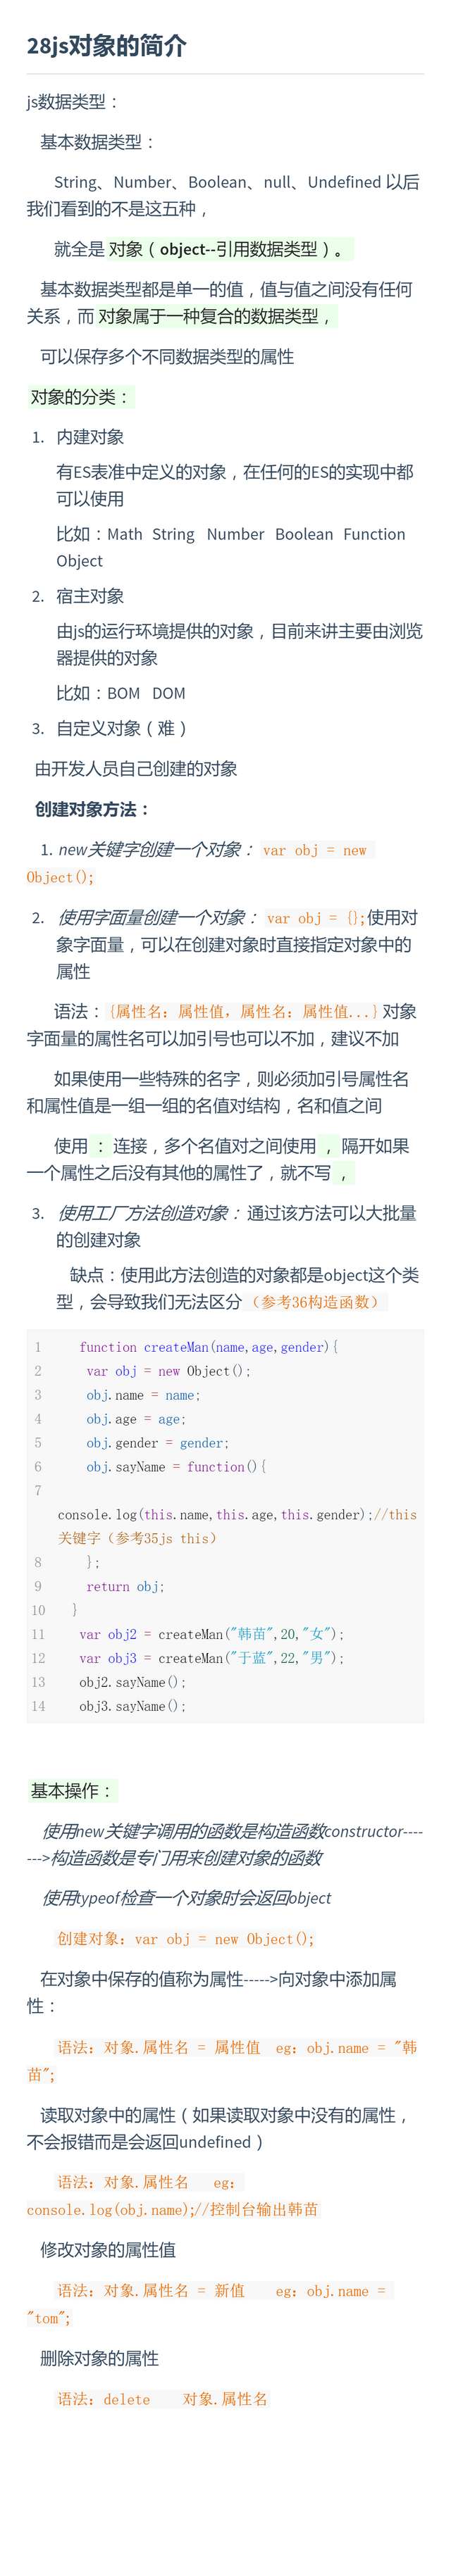 28js对象的简介
js数据类型：
基本数据类型：
String、Number、Boolean、null、Undefined 以后
我们看到的不是这五种，
就全是 对象（object--引用数据类型）。
基本数据类型都是单一的值，值与值之间没有任何
关系，而 对象属于一种复合的数据类型，
可以保存多个不同数据类型的属性
对象的分类：
1. 内建对象
有ES表准中定义的对象，在任何的ES的实现中都
可以使用
比如：Math String Number Boolean Function
Object
2. 宿主对象
由js的运行环境提供的对象，目前来讲主要由浏览
器提供的对象
比如：BOM DOM
3. 自定义对象（难）
由开发人员自己创建的对象
创建对象方法：
1. new关键字创建一个对象： var obj = new
Object();
2. 使用字面量创建一个对象： var obj = {};使用对
象字面量，可以在创建对象时直接指定对象中的
属性
语法：{属性名：属性值，属性名：属性值...} 对象
字面量的属性名可以加引号也可以不加，建议不加
如果使用一些特殊的名字，则必须加引号属性名
和属性值是一组一组的名值对结构，名和值之间
使用 ： 连接，多个名值对之间使用 ， 隔开如果
一个属性之后没有其他的属性了，就不写 ，
3. 使用工厂方法创造对象： 通过该方法可以大批量
的创建对象
缺点：使用此方法创造的对象都是object这个类
型，会导致我们无法区分（参考36构造函数）
1 function createMan(name,age,gender){
2 var obj = new Object();
3 obj.name = name;
4 obj.age = age;
5 obj.gender = gender;
6 obj.sayName = function(){
7
console.log(this.name,this.age,this.gender);//this
关键字（参考35js this）
8 };
9 return obj;
10 }
11 var obj2 = createMan("韩苗",20,"女");
12 var obj3 = createMan("于蓝",22,"男");
13 obj2.sayName();
14 obj3.sayName();
基本操作：
使用new关键字调用的函数是构造函数constructor----
--->构造函数是专门用来创建对象的函数
使用typeof检查一个对象时会返回object
创建对象：var obj = new Object();
在对象中保存的值称为属性----->向对象中添加属
性：
语法：对象.属性名 = 属性值 eg：obj.name = "韩
苗";
读取对象中的属性（如果读取对象中没有的属性，
不会报错而是会返回undefined）
语法：对象.属性名 eg：
console.log(obj.name);//控制台输出韩苗
修改对象的属性值
语法：对象.属性名 = 新值 eg：obj.name =
"tom";
删除对象的属性
语法：delete 对象.属性名